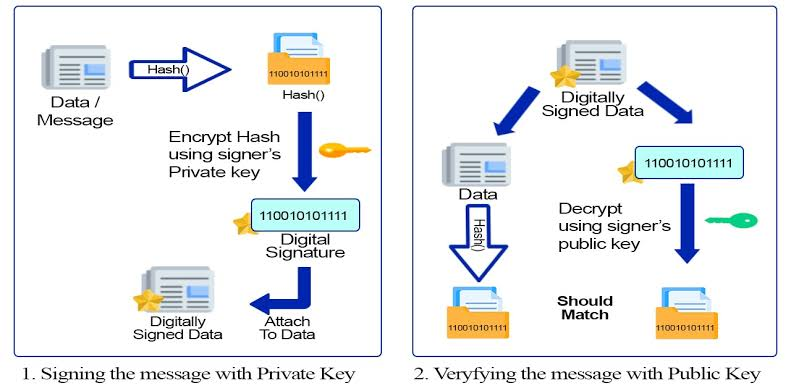 Hash()
110010101111
Hash()
Data /
Message
Encrypt Hash
using signer's
Private key
110010101111
Digital
Signature
Digitally
Signed Data
Attach
To Data
1. Signing the message with Private Key
Digitally
Signed Data
110010101111
Data
Decrypt
using signer's
public key
Hash()
Should
Match
110010101111
110010101111
2. Veryfying the message with Public Key